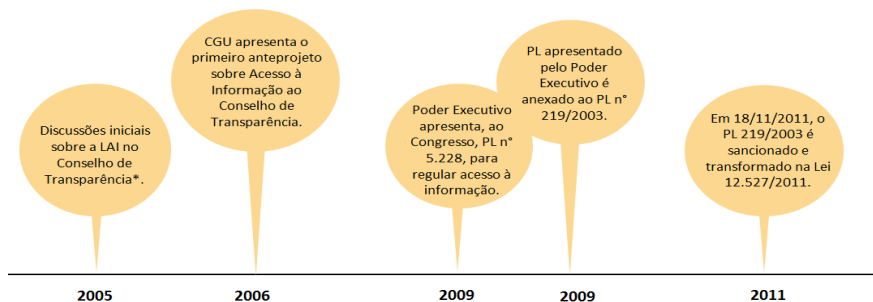 Discussões iniciais
sobre a LAI no
Conselho de
Transparência*.
CGU apresenta o
primeiro anteprojeto
sobre Acesso à
Informação ao
Conselho de
Transparência.
Poder Executivo
apresenta, ao
Congresso, PL n°
5.228, para
regular acesso à
informação.
PL apresentado
pelo Poder
Executivo é
anexado ao PL n°
219/2003.
Em 18/11/2011, o
PL 219/2003 é
sancionado e
transformado na Lei
12.527/2011.
2005
2006
2009
2009
2011